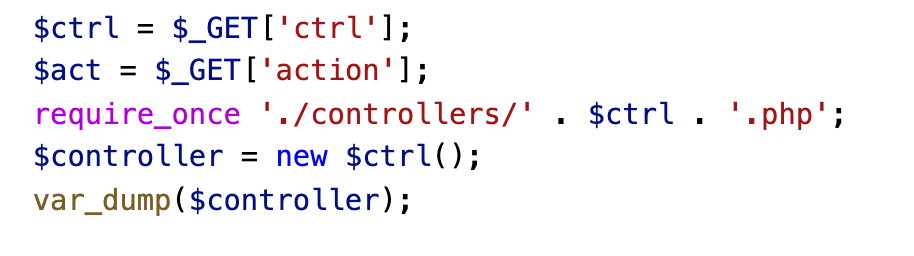 $ctrl = $_GET['ctrl'];
$act = $_GET['action'];
require_once './controllers/' . $ctrl . '.php';
$controller = new $ctrl();
var_dump($controller);